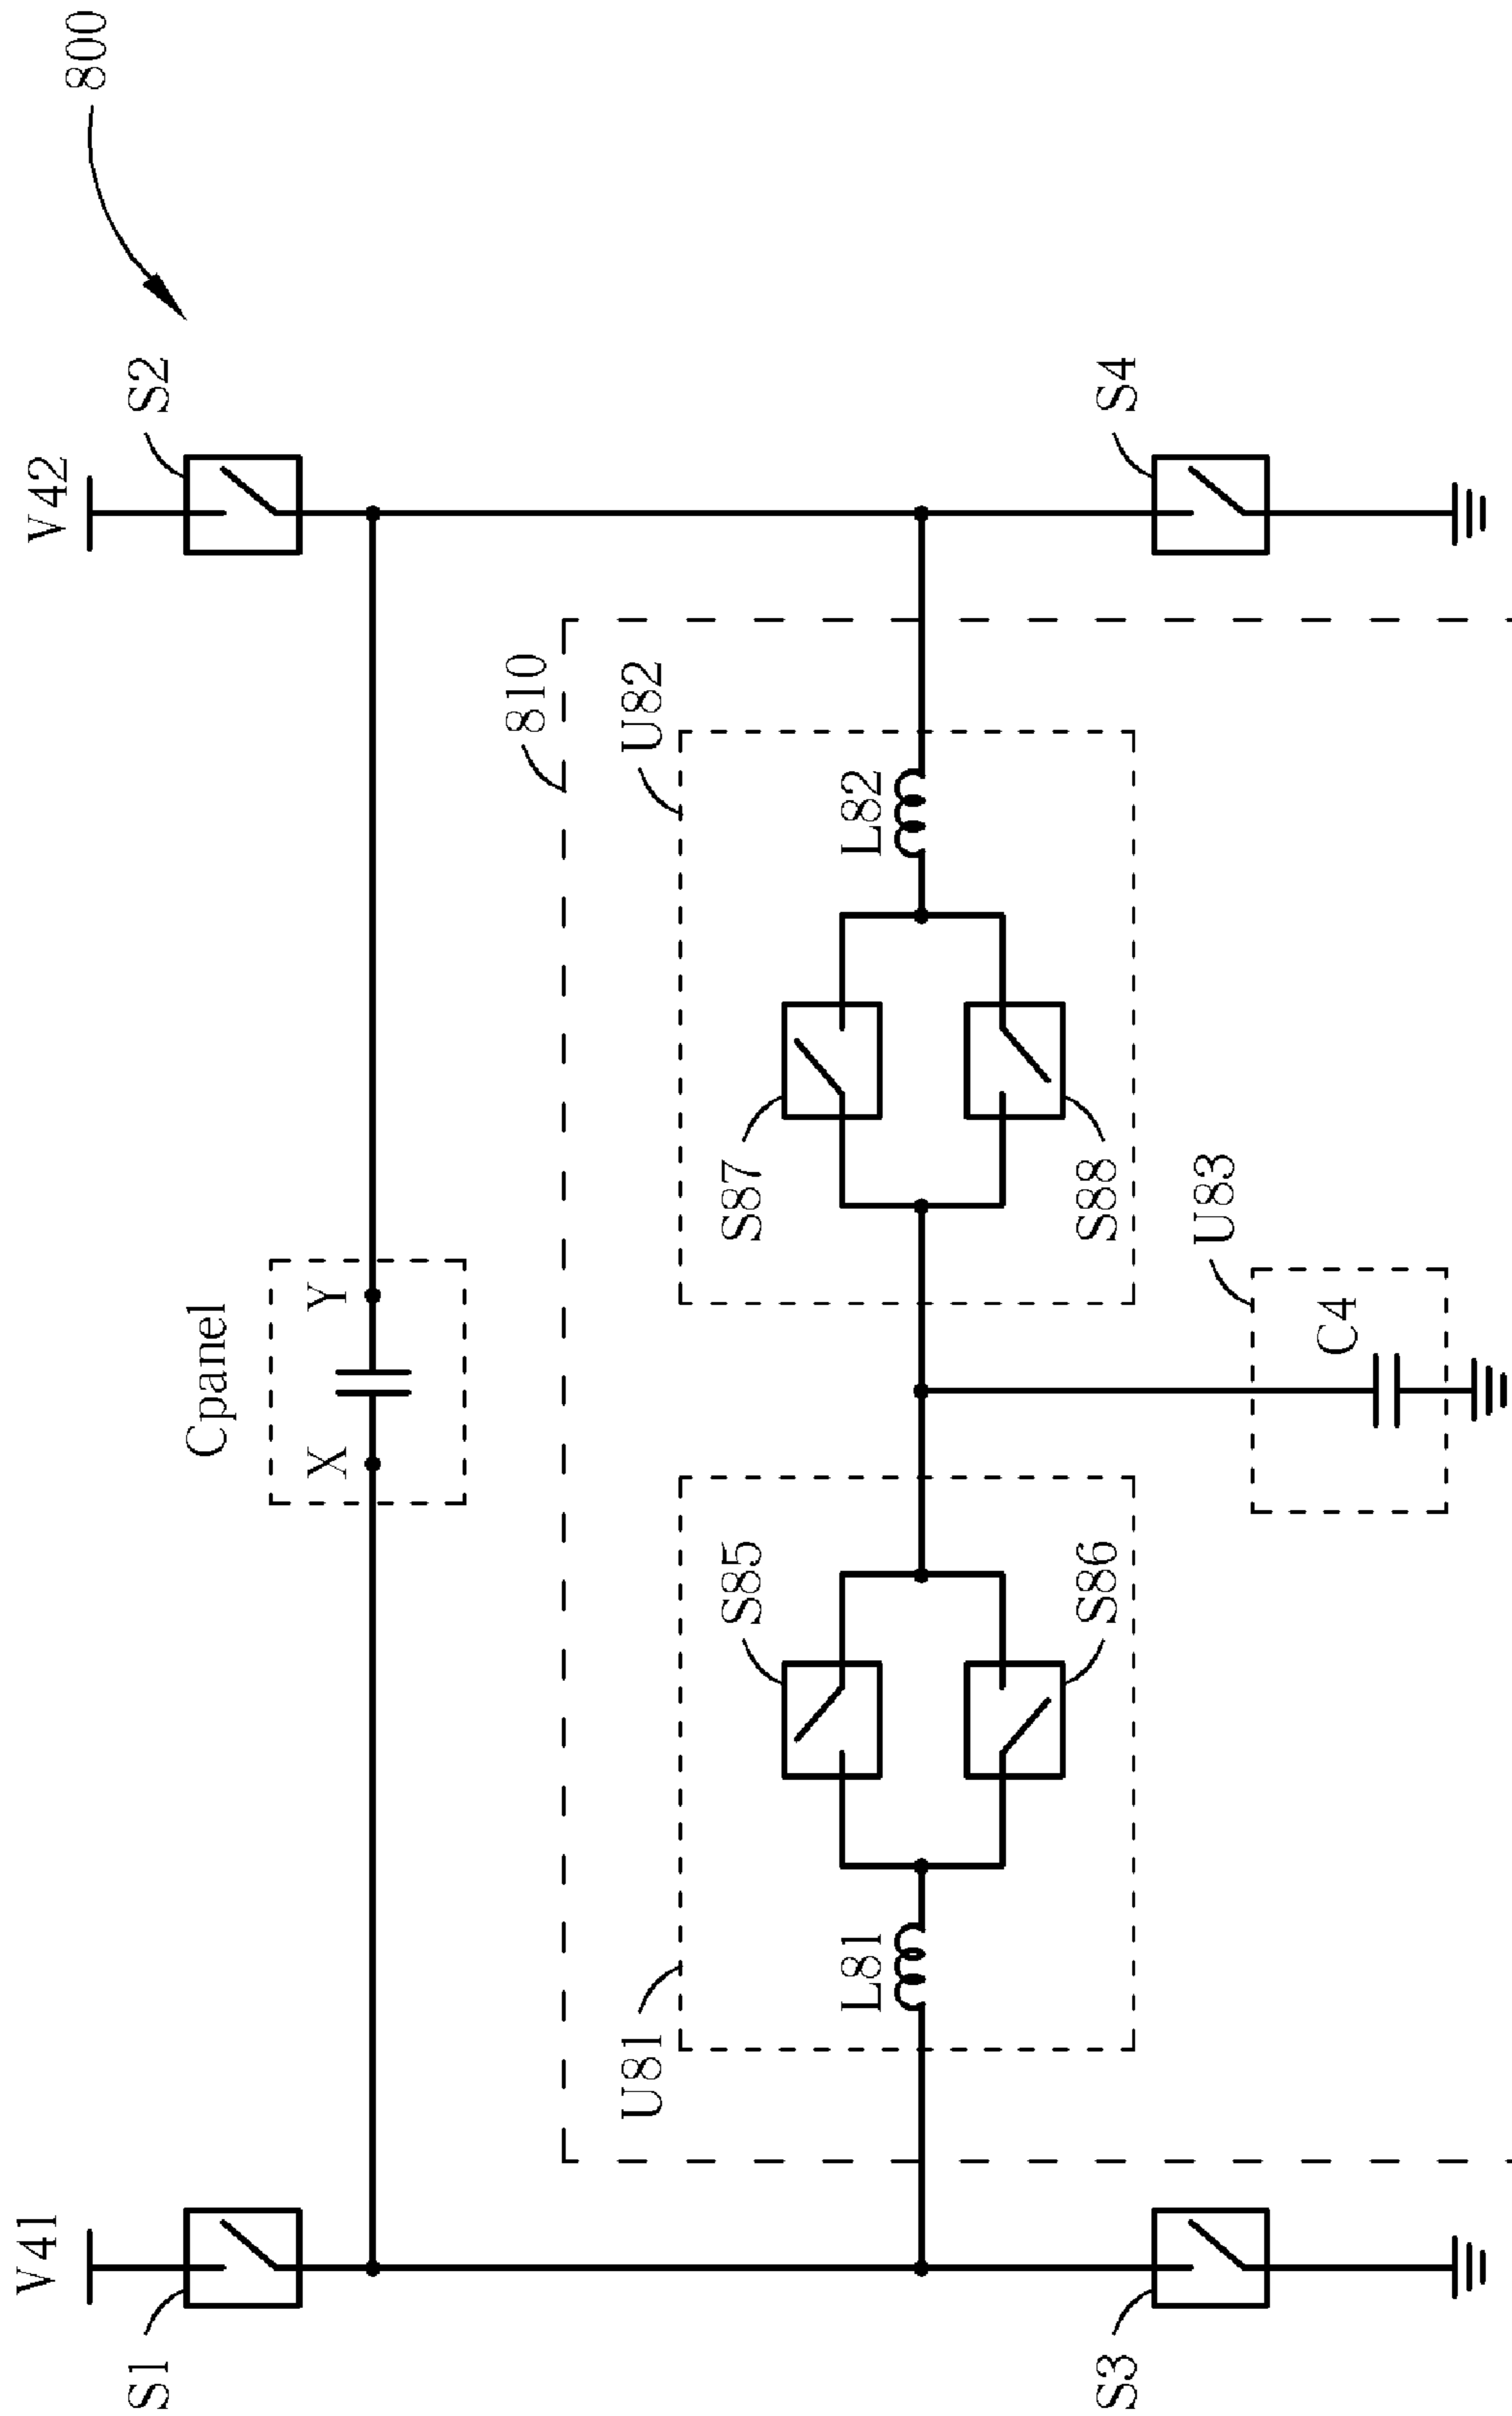 800
V41
V42
S1
S2
Cpanel
X
Y
810
U81
U82
S85
S87
L81
L82
S86
S88
U83
C4
S3
S4